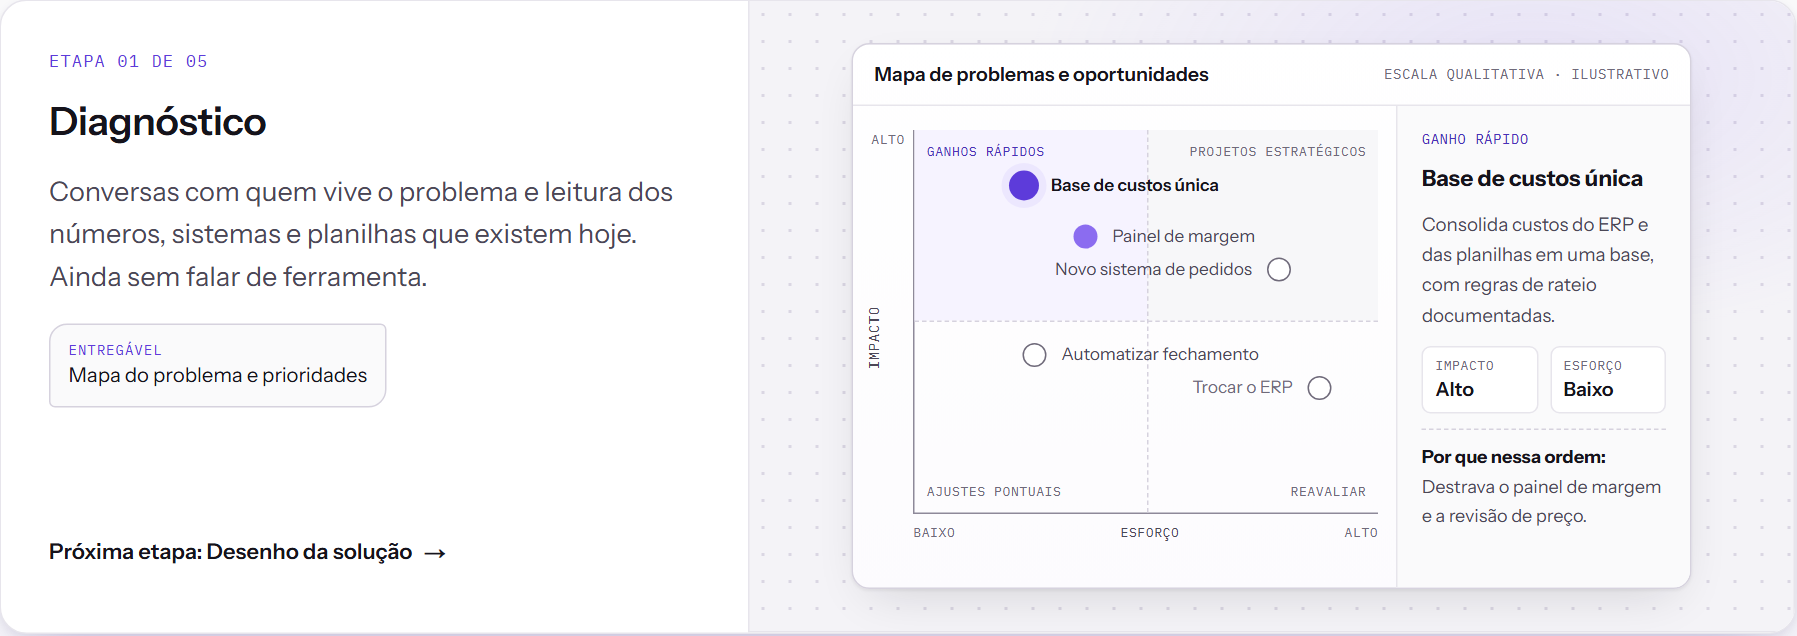 ETAPA 01 DE 05
Diagnóstico
Conversas com quem vive o problema e leitura dos
números, sistemas e planilhas que existem hoje.
Ainda sem falar de ferramenta.
ENTREGÁVEL
Mapa do problema e prioridades
Próxima etapa: Desenho da solução →
Mapa de problemas e oportunidades
ESCALA QUALITATIVA · ILUSTRATIVO
ALTO
GANHOS RÁPIDOS
PROJETOS ESTRATÉGICOS
Base de custos única
Painel de margem
Novo sistema de pedidos
IMPACTO
Automatizar fechamento
Trocar o ERP
AJUSTES PONTUAIS
REAVALIAR
BAIXO
ESFORÇO
ALTO
GANHO RÁPIDO
Base de custos única
Consolida custos do ERP e
das planilhas em uma base,
com regras de rateio
documentadas.
IMPACTO
Alto
ESFORÇO
Baixo
Por que nessa ordem:
Destrava o painel de margem
e a revisão de preço.